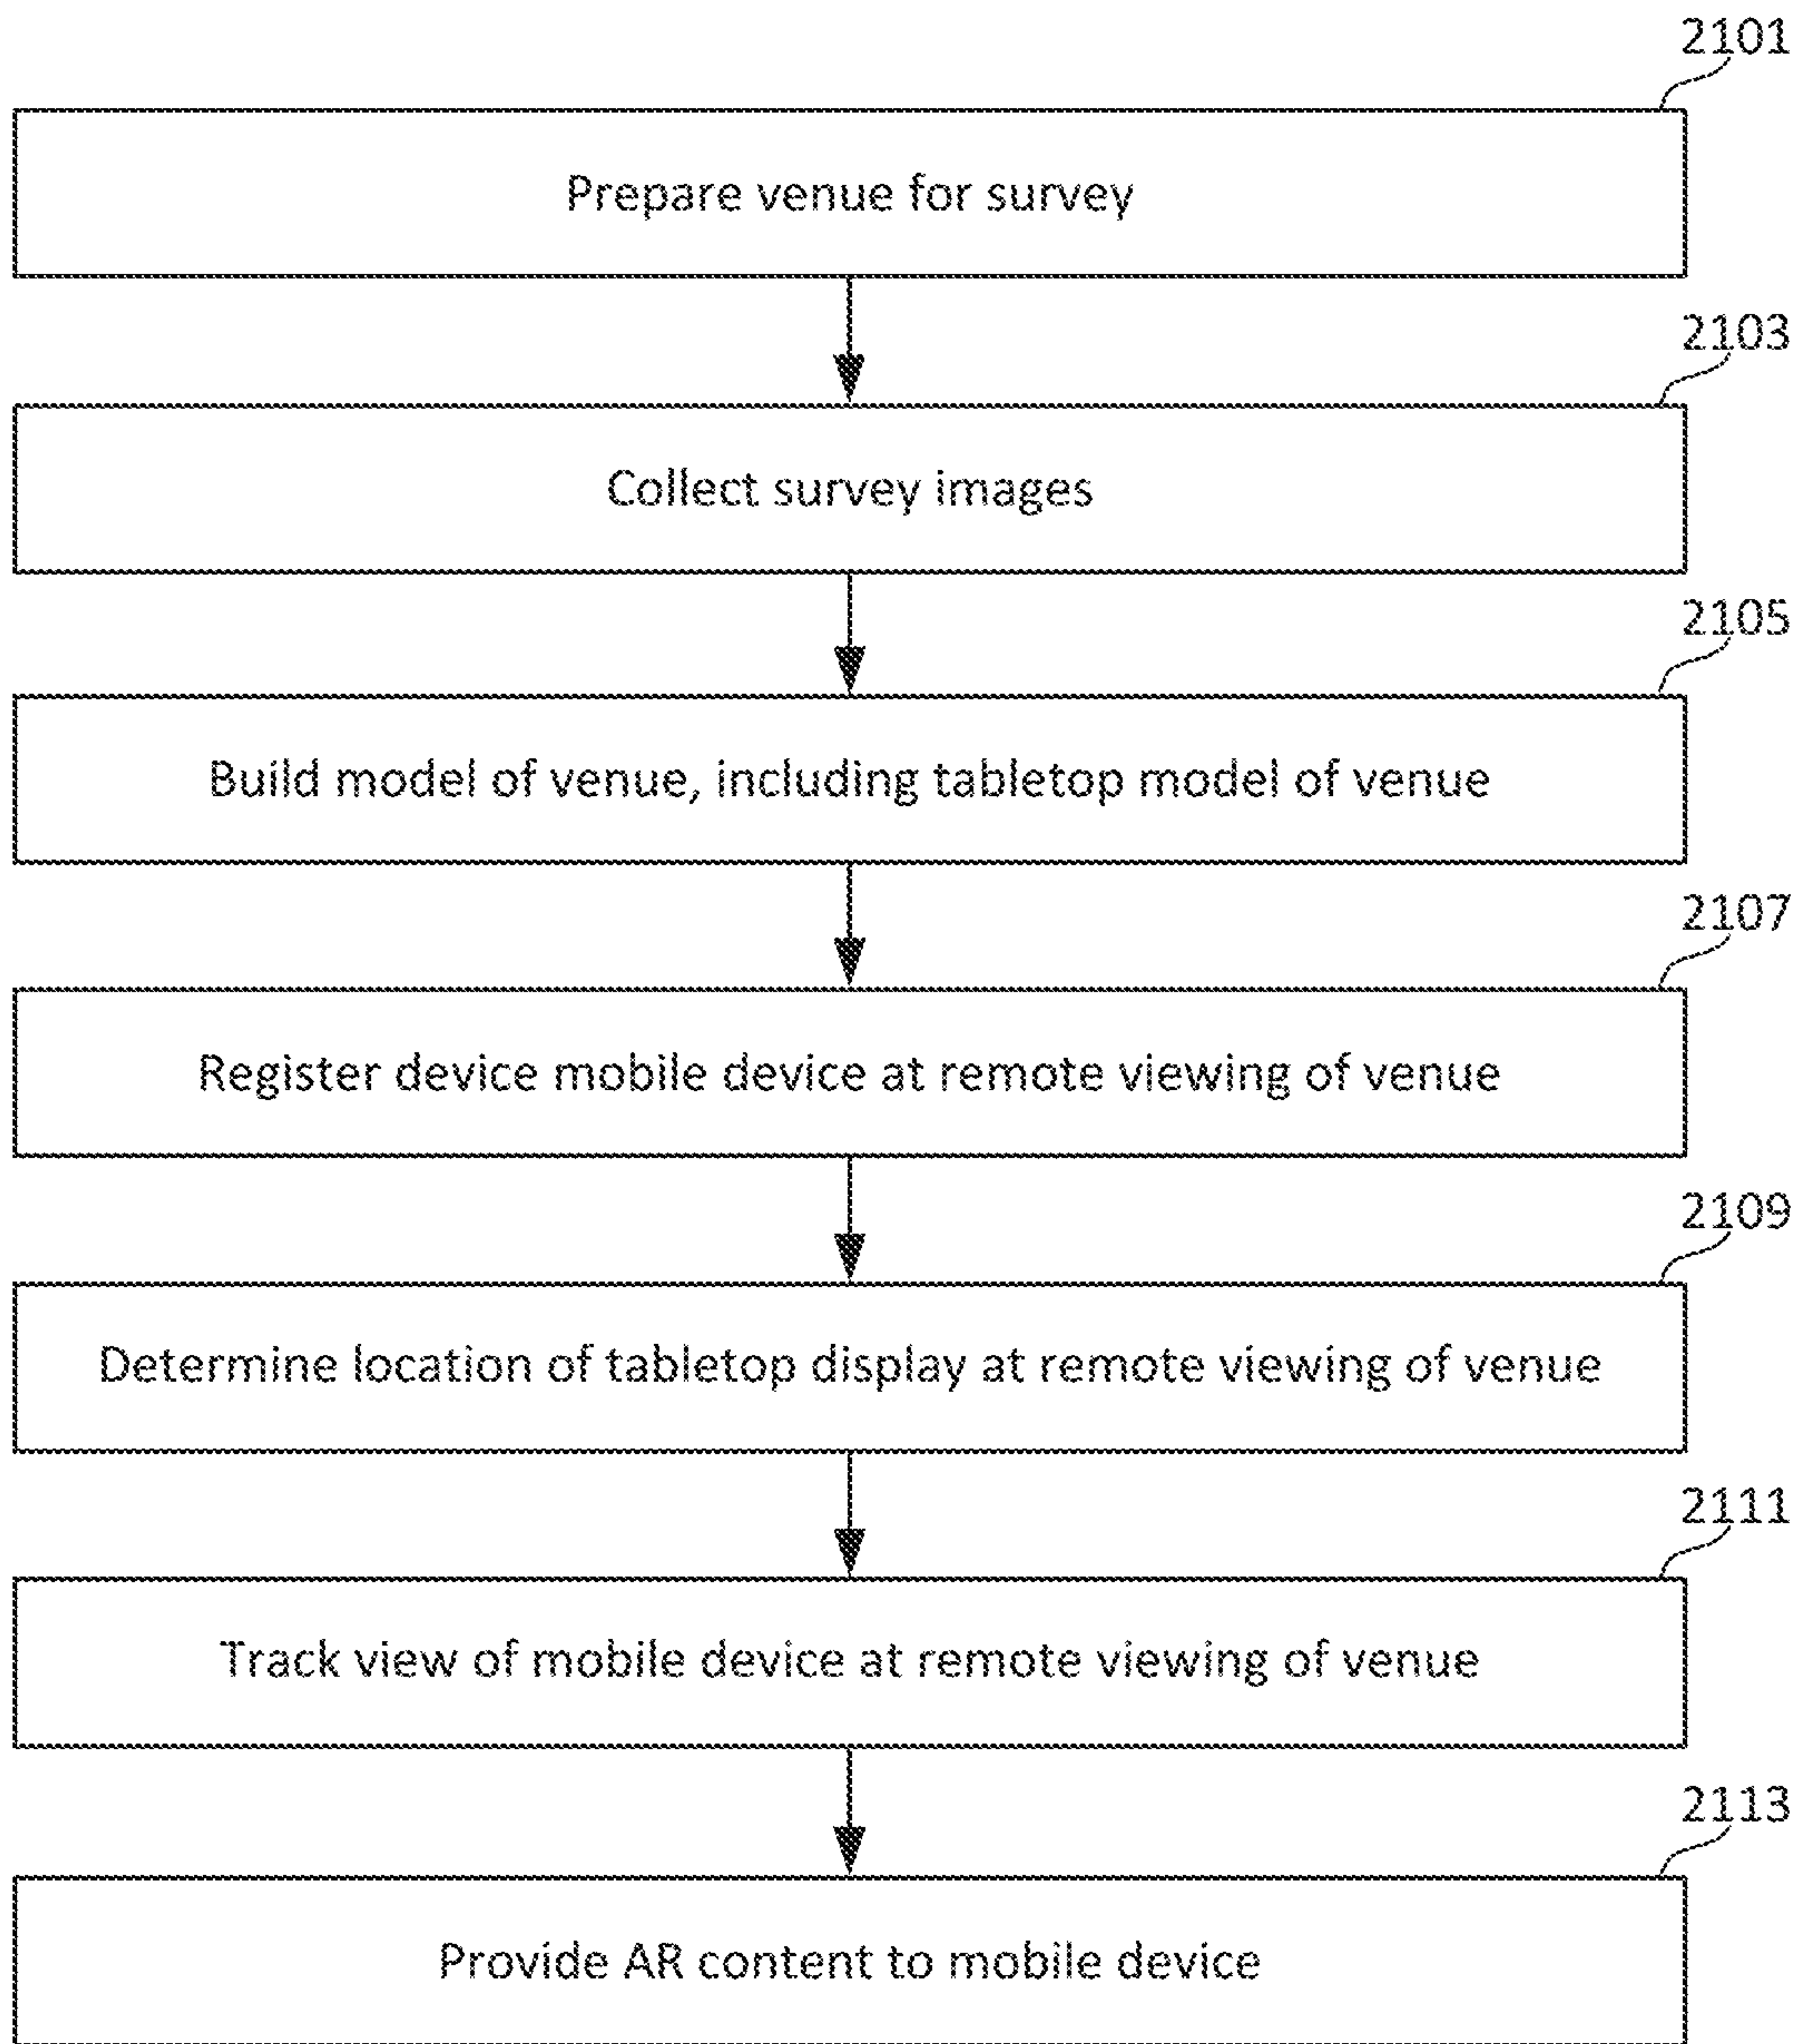 2101
Prepare venue for survey
2103
Collect survey images
2105
Build model of venue, including tabletop model of venue
2107
Register device mobile device at remote viewing of venue
2109
Determine location of tabletop display at remote viewing of venue
2111
Track view of mobile device at remote viewing of venue
2113
Provide AR content to mobile device